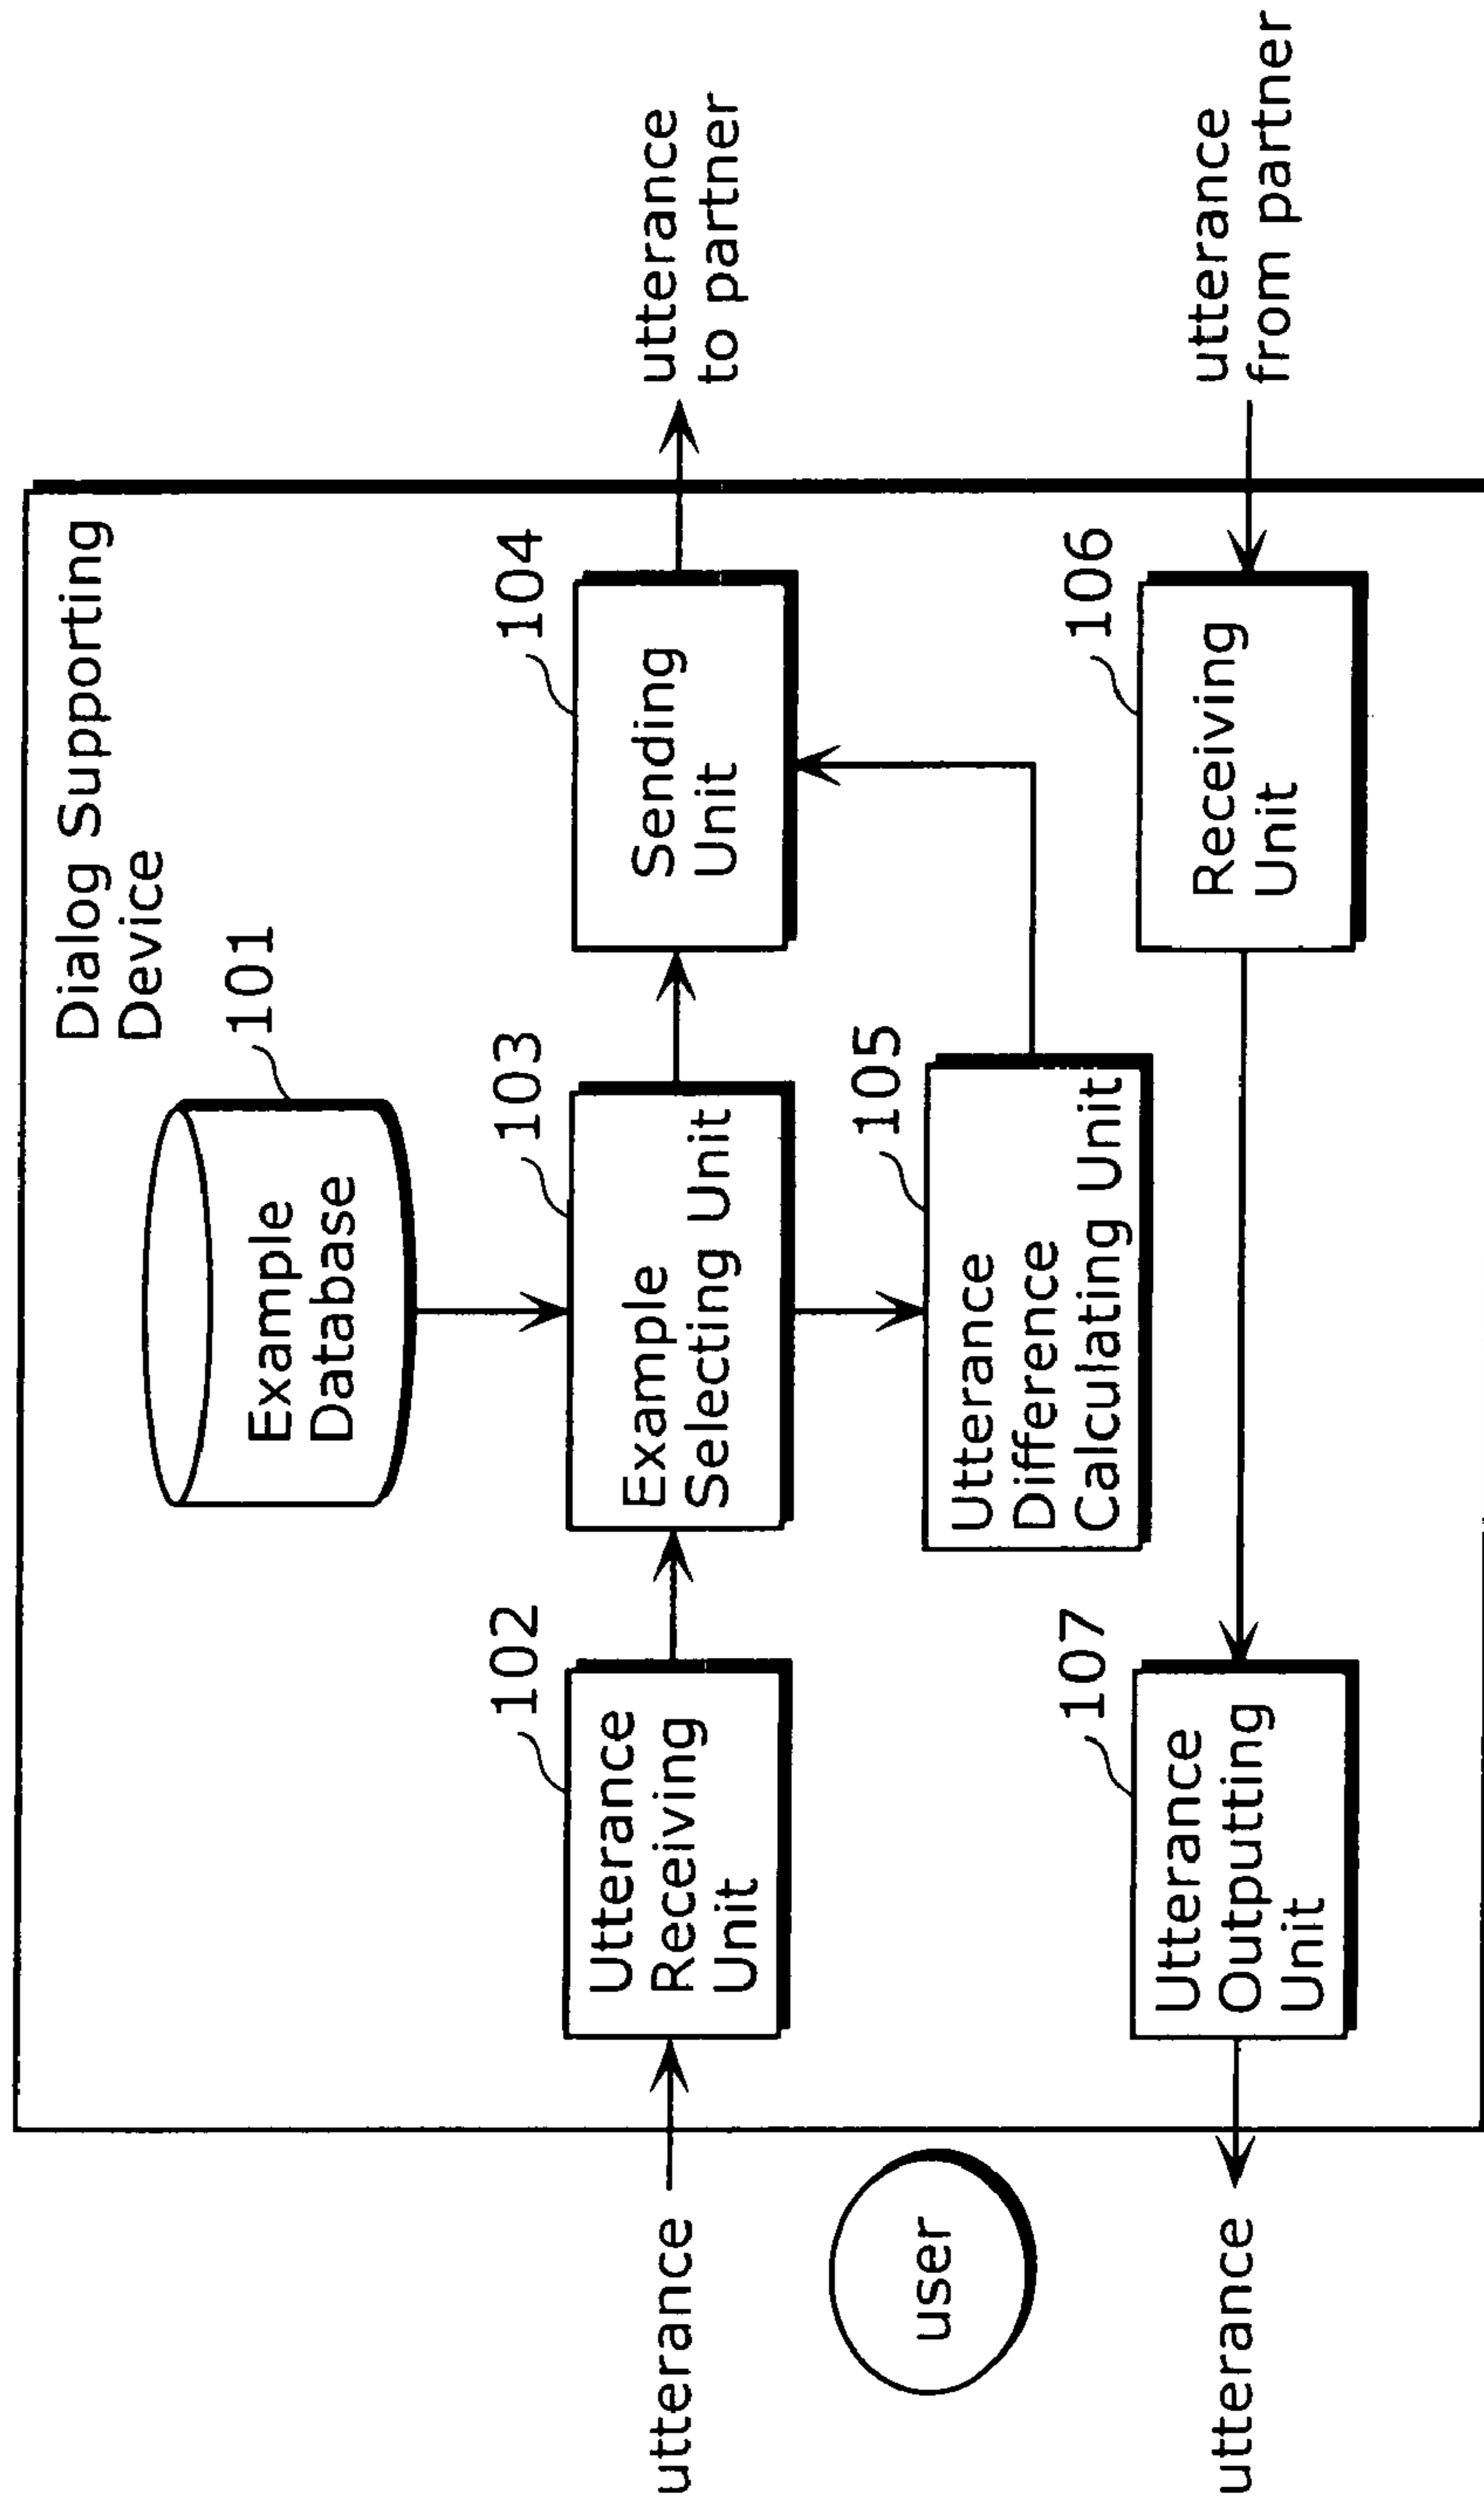 Dialog Supporting
Device
101
Example
Database
102
103
104
utterance
Utterance
Receiving
Unit
Example
Selecting Unit
Sending
Unit
utterance
to partner
user
105
Utterance
Difference
Calculating Unit
107
106
utterance
Utterance
Outputting
Unit
Receiving
Unit
utterance
from partner